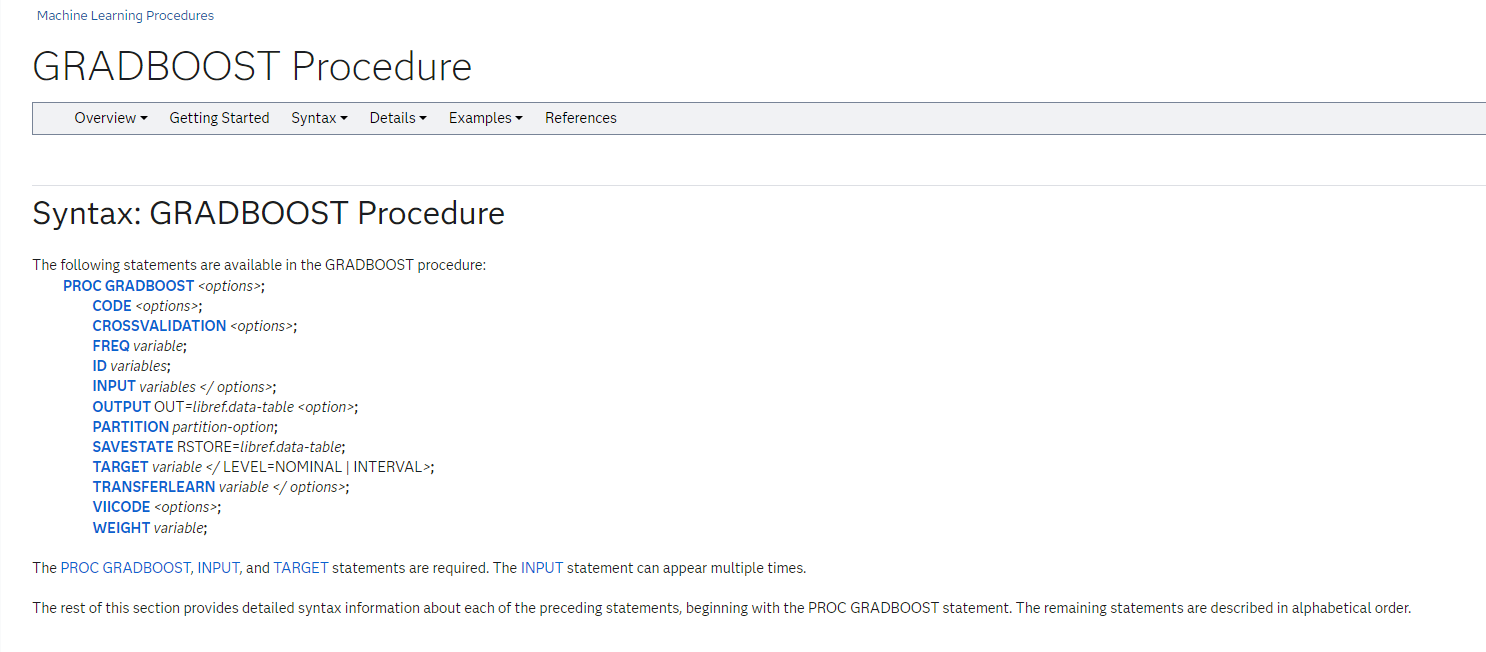 Machine Learning Procedures
GRADBOOST Procedure
Overview Getting Started Syntax Details Examples References
Syntax: GRADBOOST Procedure
The following statements are available in the GRADBOOST procedure:
PROC GRADBOOST <options>;
CODE <options>;
CROSSVALIDATION <options>;
FREQ variable;
ID variables;
INPUT variables </ options>;
OUTPUT OUT=libref.data-table <option>;
PARTITION partition-option;
SAVESTATE RSTORE=libref.data-table;
TARGET variable </ LEVEL=NOMINAL | INTERVAL>;
TRANSFERLEARN variable </ options>;
VIICODE <options>;
WEIGHT variable;
The PROC GRADBOOST, INPUT, and TARGET statements are required. The INPUT statement can appear multiple times.
The rest of this section provides detailed syntax information about each of the preceding statements, beginning with the PROC GRADBOOST statement. The remaining statements are described in alphabetical order.